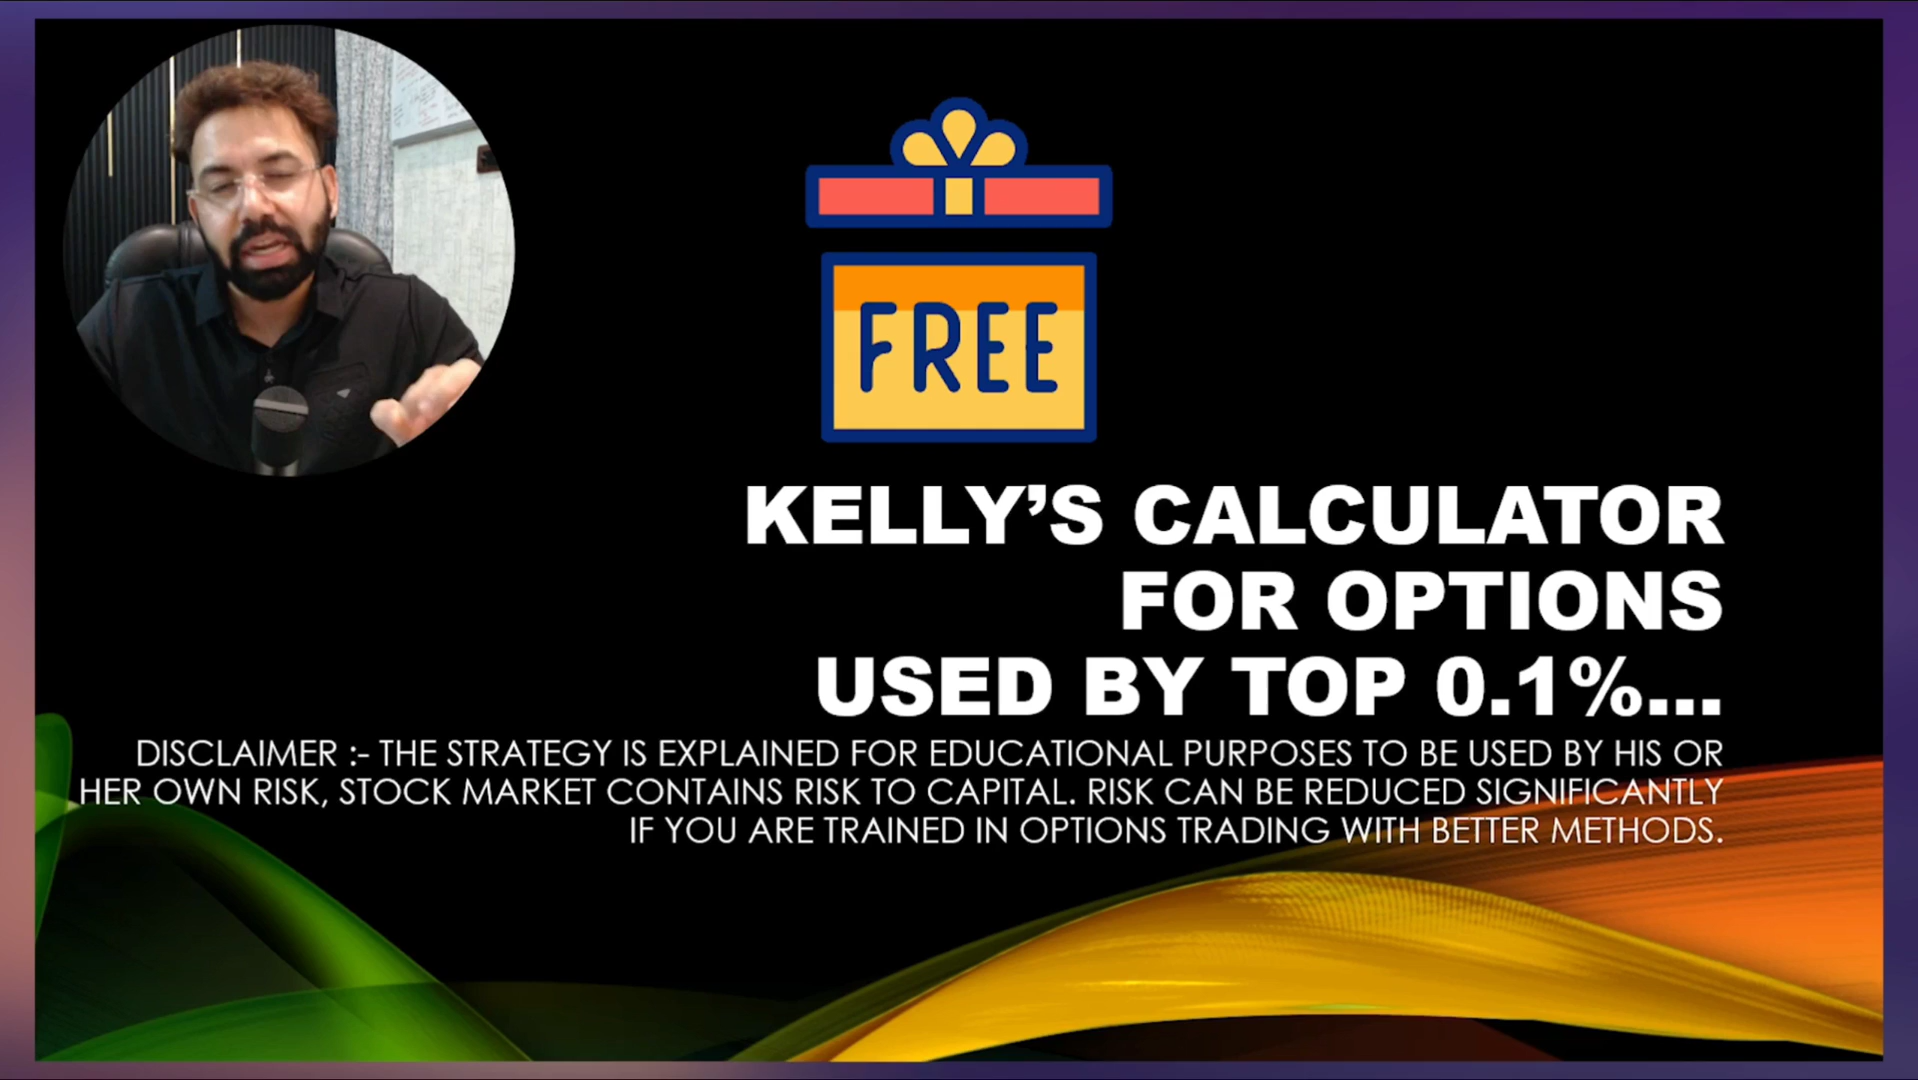 FREE
KELLY’S CALCULATOR
FOR OPTIONS
USED BY TOP 0.1%...
DISCLAIMER :- THE STRATEGY IS EXPLAINED FOR EDUCATIONAL PURPOSES TO BE USED BY HIS OR
HER OWN RISK, STOCK MARKET CONTAINS RISK TO CAPITAL. RISK CAN BE REDUCED SIGNIFICANTLY
IF YOU ARE TRAINED IN OPTIONS TRADING WITH BETTER METHODS.